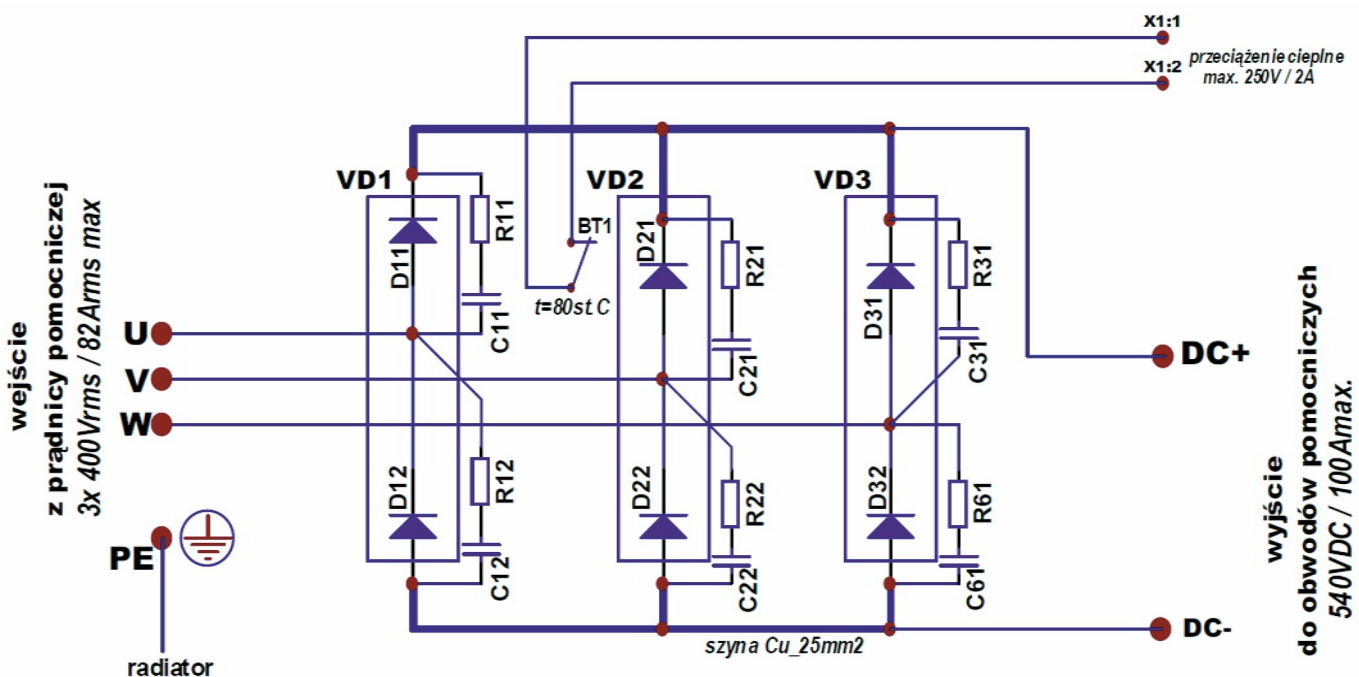 X1:1
przeciążenie cieplne
X1:2
max. 250V / 2A
wejście
z prądnicy pomocniczej
3x 400Vrms / 82Arms max
VD1
VD2
VD3
R11
BT1
D21
R21
R31
D11
C11
t=80st.C
D31
C21
C31
U
V
W
DC+
D12
R12
D22
R22
D32
R61
PE
C12
C22
C61
DC-
szyna Cu_25mm2
radiator
wyjście
do obwodów pomocniczych
540VDC / 100Amax.